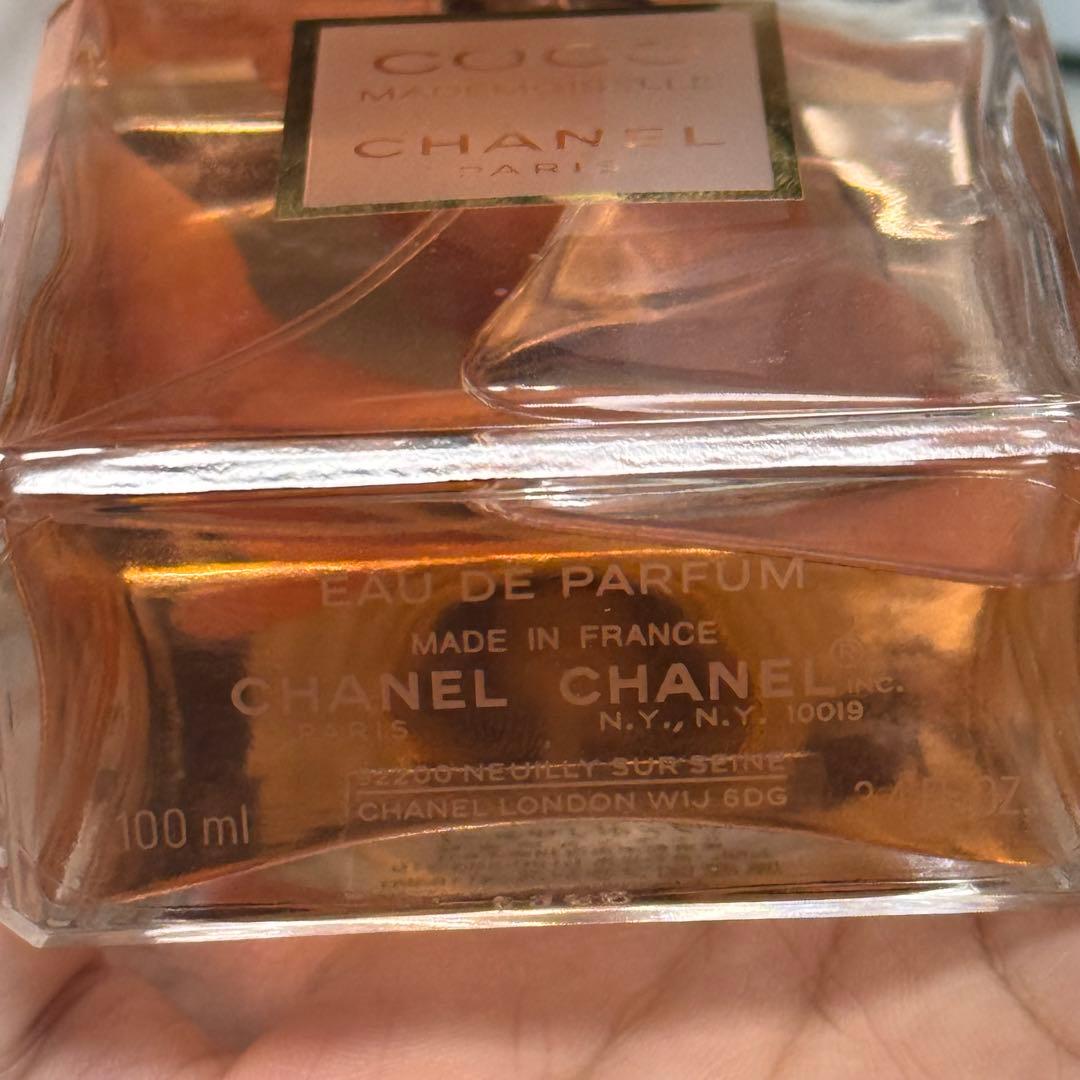 COCO
MADEMOISELLE
CHANEL
PARIS
EAU DE PARFUM
MADE IN FRANCE
CHANEL CHANEL® INC.
PARIS N.Y., N.Y. 10019
92200 NEUILLY SUR SEINE
CHANEL LONDON W1J 6DG
100 ml